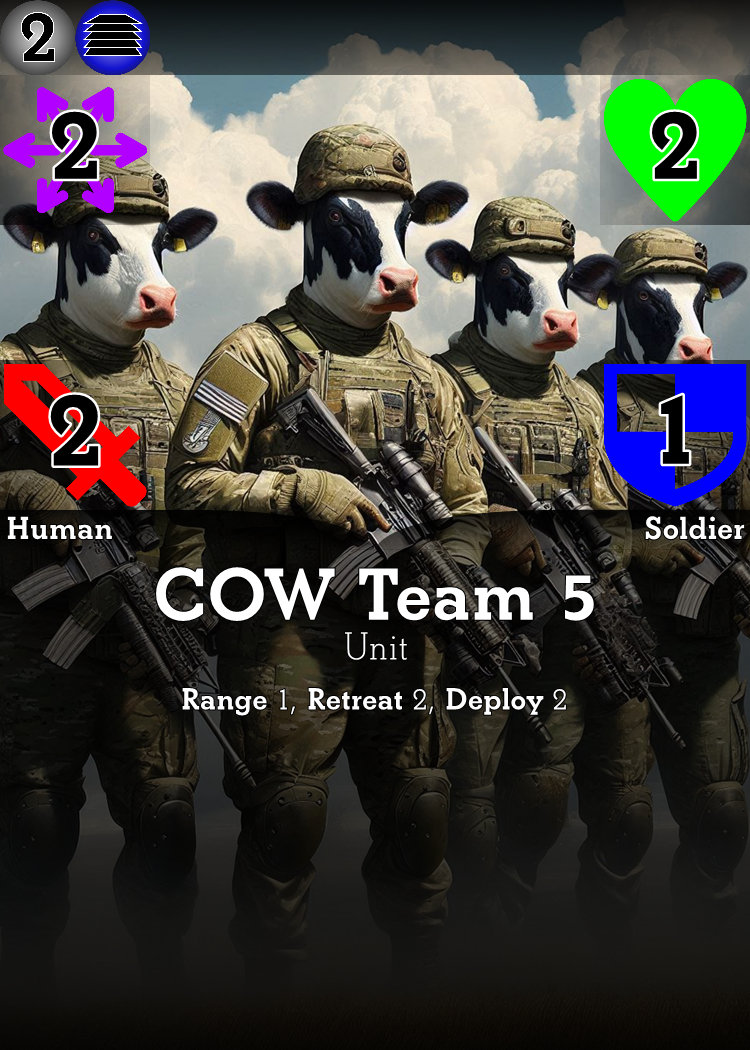 2
2 2
2 1
Human Soldier
COW Team 5
Unit
Range 1, Retreat 2, Deploy 2